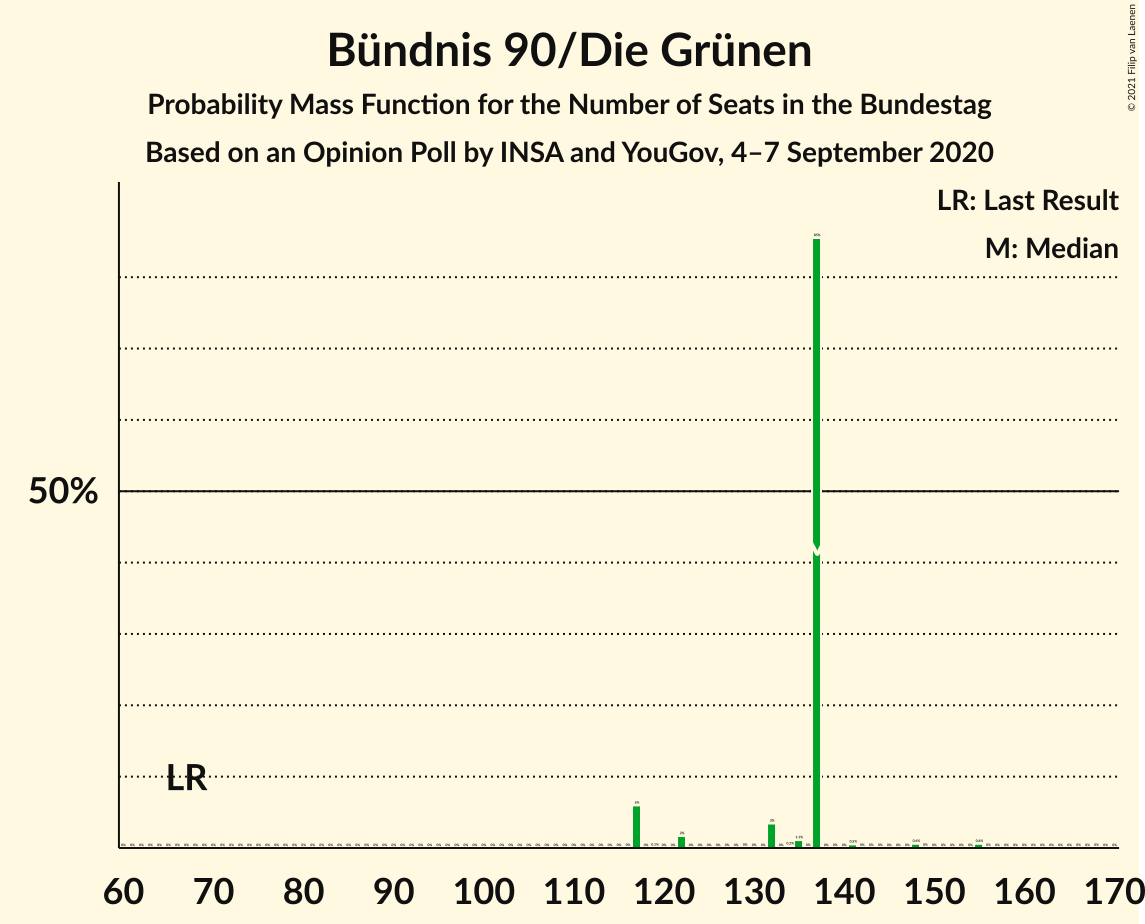 Bündnis 90/Die Grünen
Probability Mass Function for the Number of Seats in the Bundestag
Based on an Opinion Poll by INSA and YouGov, 4–7 September 2020
© 2021 Filip van Laenen
LR: Last Result
M: Median
50%
LR
60 70 80 90 100 110 120 130 140 150 160 170